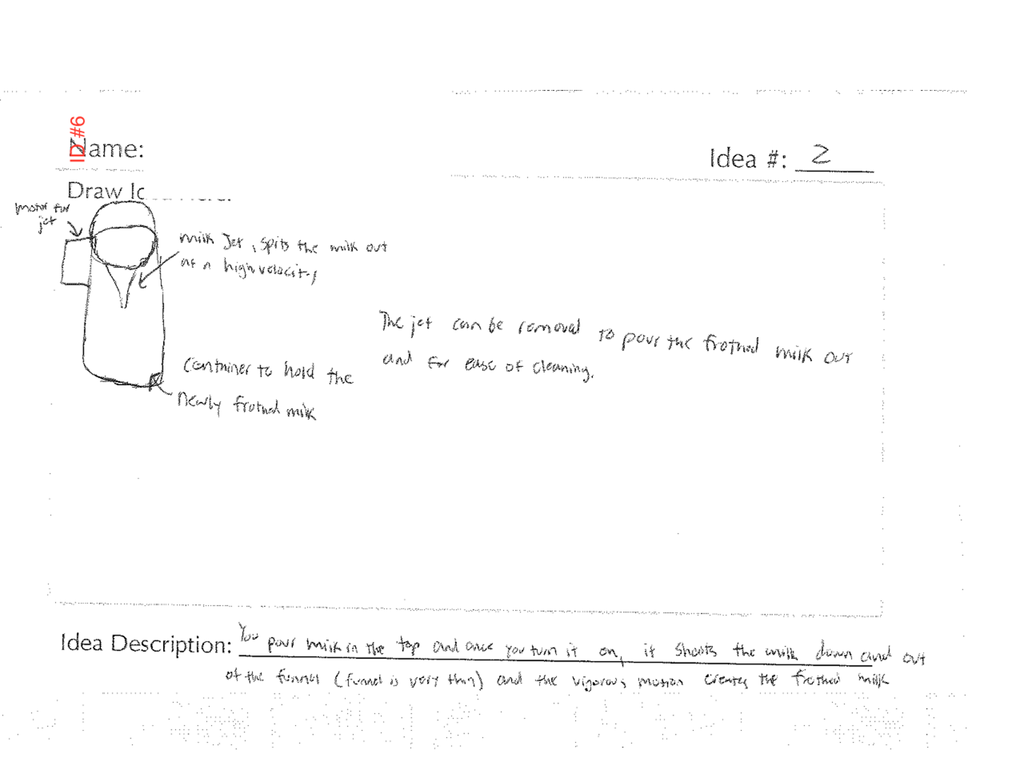 ID #6
Name:
Idea #: 2
Draw
motor for
jet
milk Jet, Spits the milk out
at a high velocity
The jet can be removal to pour the frothed milk out
and for ease of cleaning.
Container to hold the
newly frothed milk
Idea Description: You pour milk in the top and once you turn it on, it shoots the milk down and out
of the funnel (funnel is very thin) and the vigorous motion creates the frothed milk